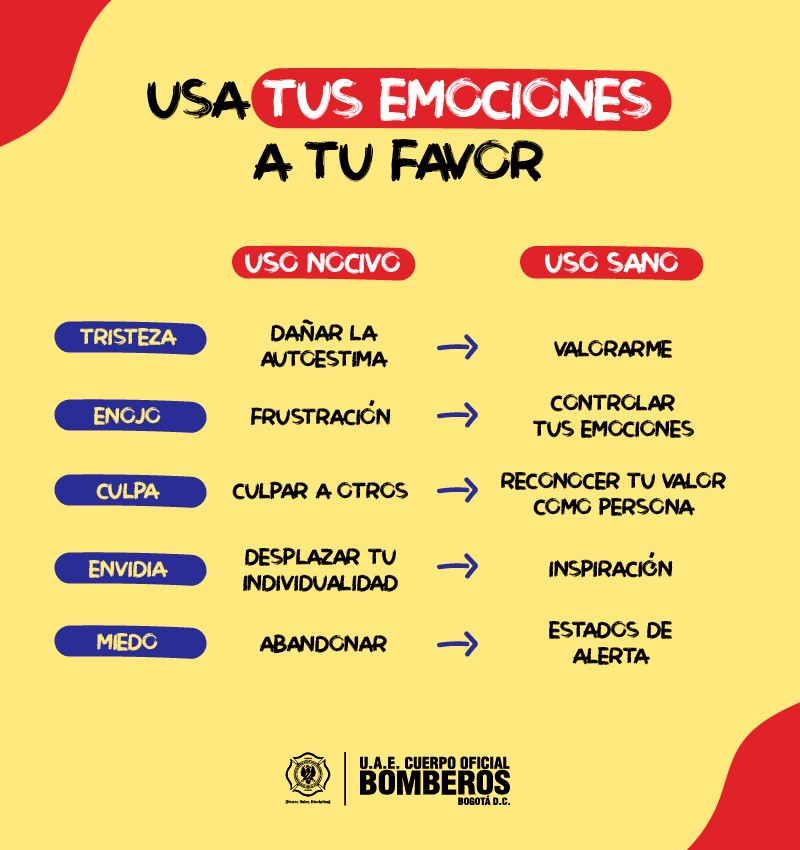 USA TUS EMOCIONES
A TU FAVOR
USO NOCIVO
USO SANO
TRISTEZA
DAÑAR LA
AUTOESTIMA
VALORARME
ENOJO
FRUSTRACIÓN
CONTROLAR
TUS EMOCIONES
CULPA
CULPAR A OTROS
RECONOCER TU VALOR
COMO PERSONA
ENVIDIA
DESPLAZAR TU
INDIVIDUALIDAD
INSPIRACIÓN
MIEDO
ABANDONAR
ESTADOS DE
ALERTA
U.A.E. CUERPO OFICIAL
BOMBEROS
BOGOTÁ D.C.